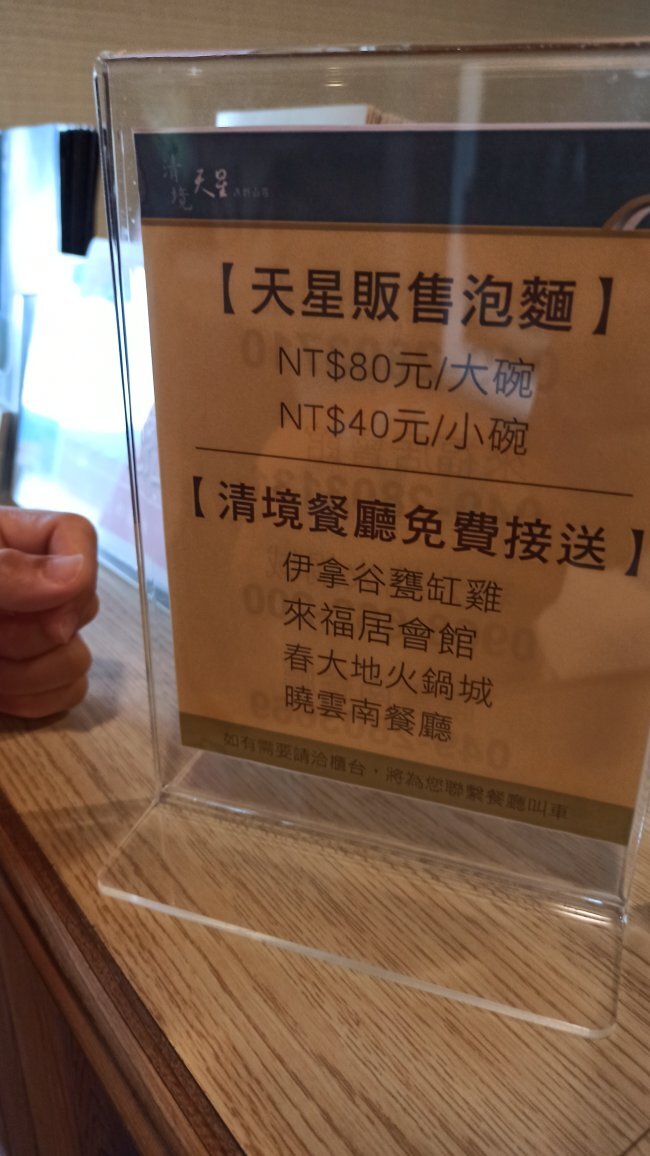 清境 天星
【天星販售泡麵】
NT$80元/大碗
NT$40元/小碗
【清境餐廳免費接送】
伊拿谷甕缸雞
來福居會館
春大地火鍋城
曉雲南餐廳
如有需要請洽櫃台，將為您聯繫餐廳叫車